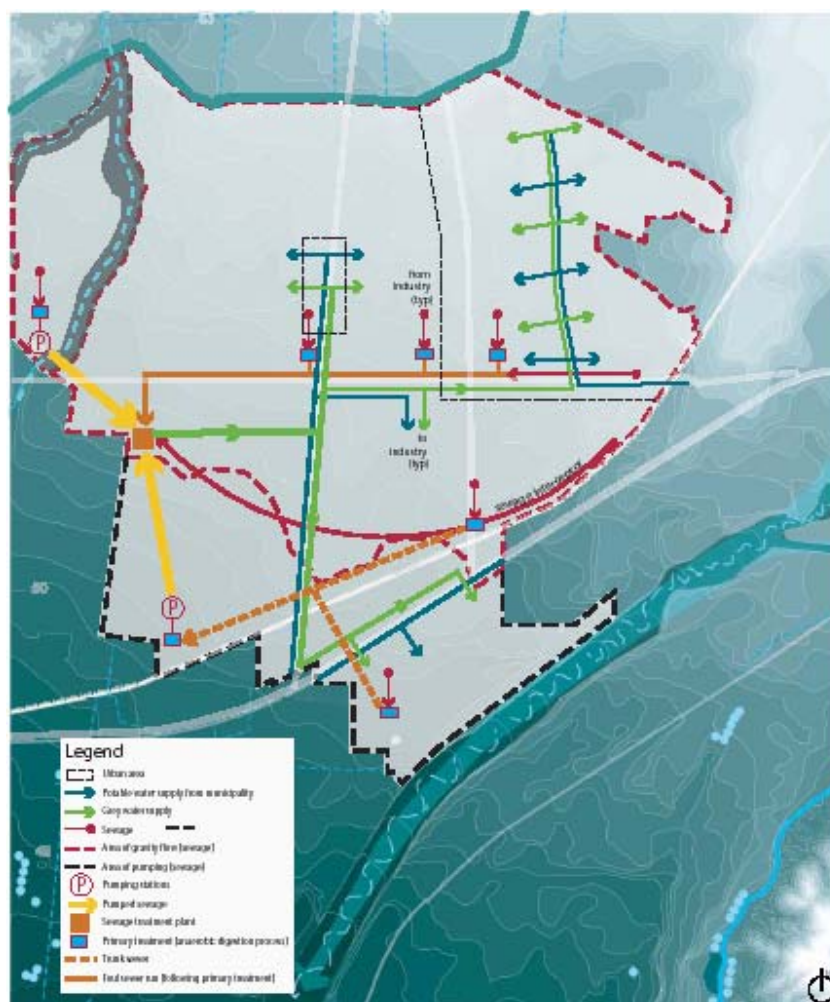 from
industry
(typ)
to
industry
(typ)
P
P
Legend
Urban area
Potable water supply from municipality
Grey water supply
Sewage
Area of gravity flow (sewage)
Area of pumping (sewage)
P Pumping stations
Pumped sewage
Sewage treatment plant
Primary treatment (anaerobic digestion process)
Trunk sewer
Foul sewer run (following primary treatment)